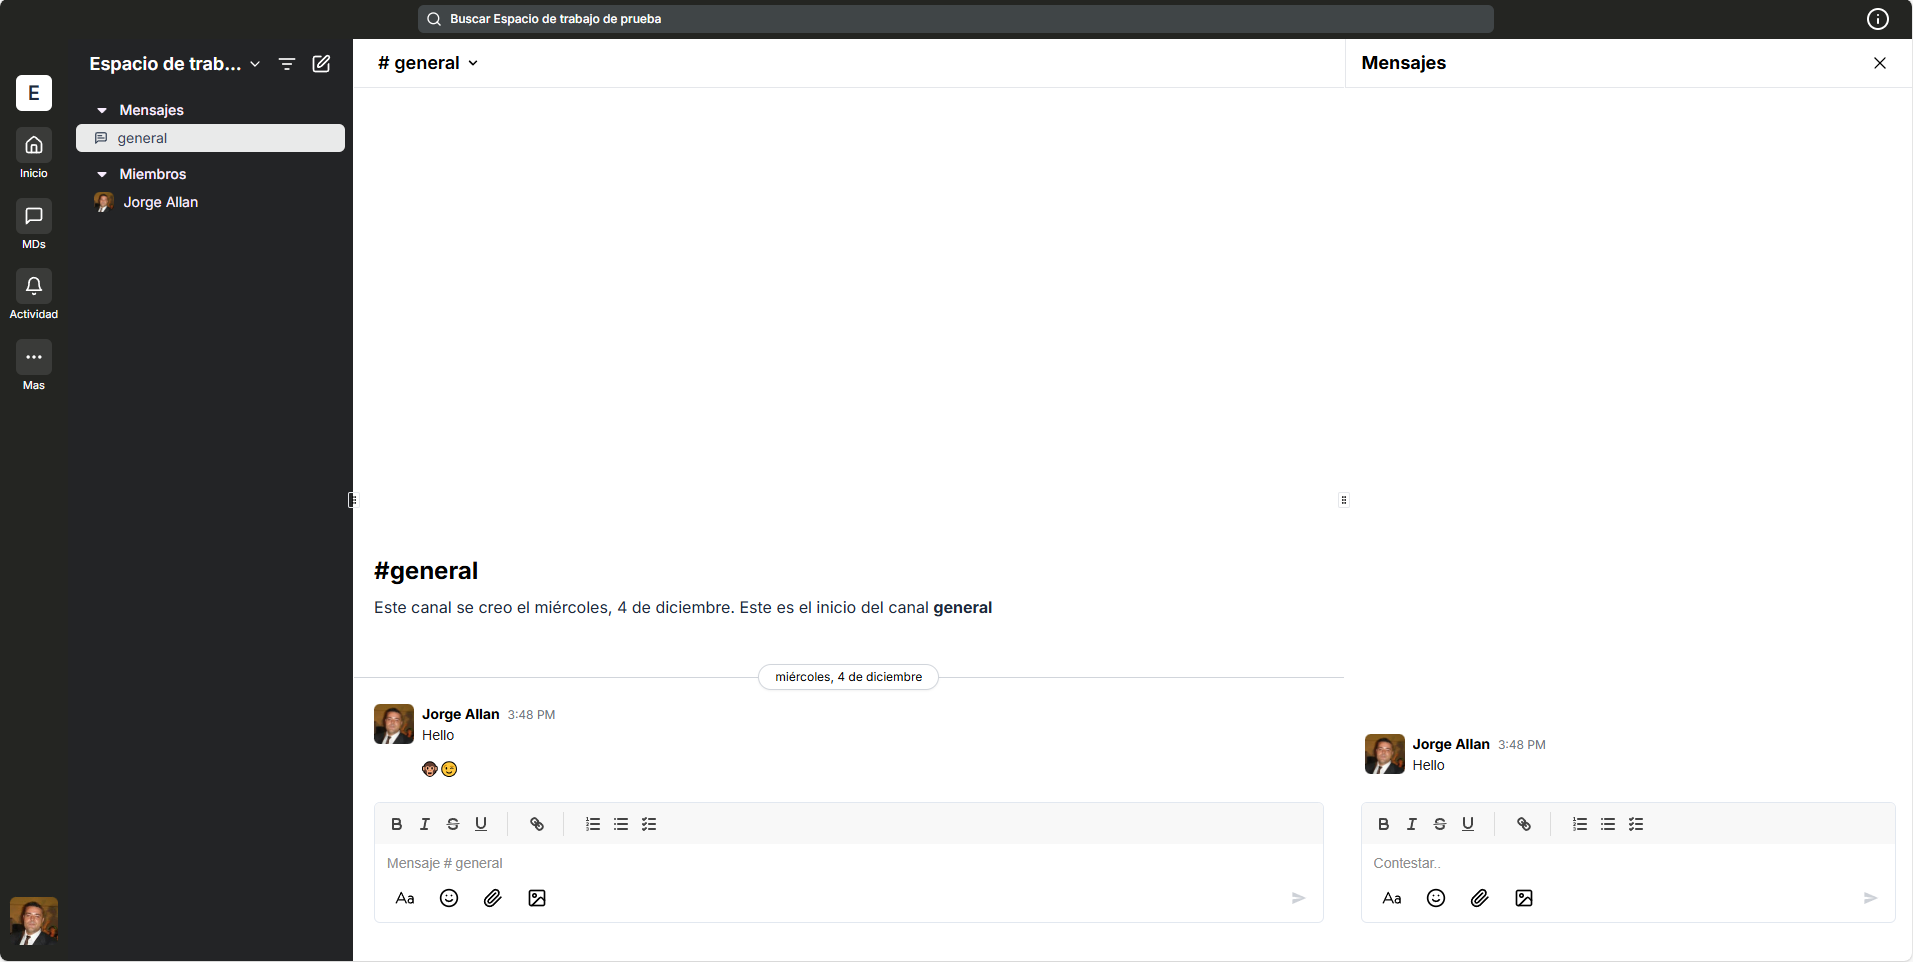 Buscar Espacio de trabajo de prueba
E
Inicio
MDs
Actividad
Mas
Espacio de trab...
Mensajes
general
Miembros
Jorge Allan
# general
#general
Este canal se creo el miércoles, 4 de diciembre. Este es el inicio del canal general
miércoles, 4 de diciembre
Jorge Allan 3:48 PM
Hello
🐵😉
B I S U
Mensaje # general
Aa
Mensajes
Jorge Allan 3:48 PM
Hello
B I S U
Contestar..
Aa